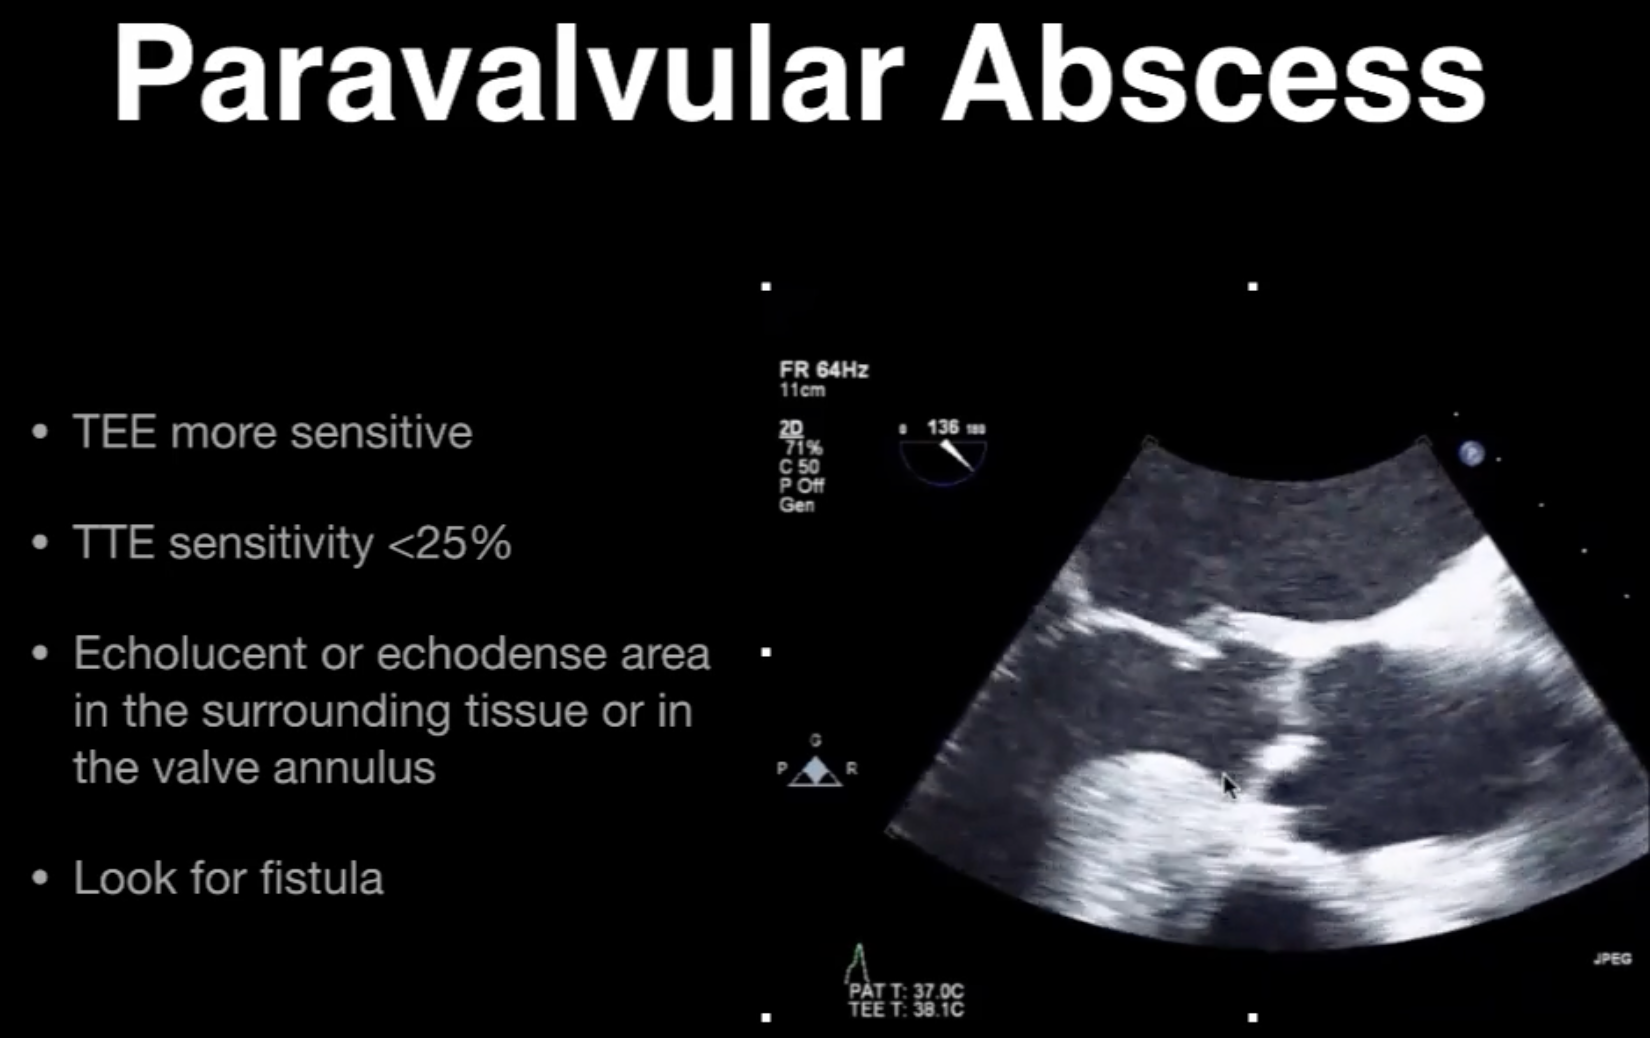 Paravalvular Abscess
• TEE more sensitive
• TTE sensitivity <25%
• Echolucent or echodense area
in the surrounding tissue or in
the valve annulus
• Look for fistula
FR 64Hz
11cm
2D
71%
C 50
P Off
Gen
0 136 180
P
G
P R
PAT T: 37.0C
TEE T: 38.1C
JPEG